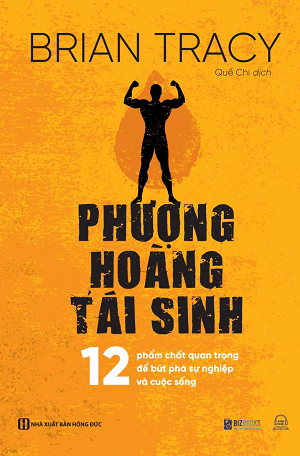 BRIAN TRACY
Quế Chi dịch
PHƯỢNG
HOÀNG
TÁI SINH
12 phẩm chất quan trọng
để bứt phá sự nghiệp
và cuộc sống
NHÀ XUẤT BẢN HỒNG ĐỨC
BIZBOOKS